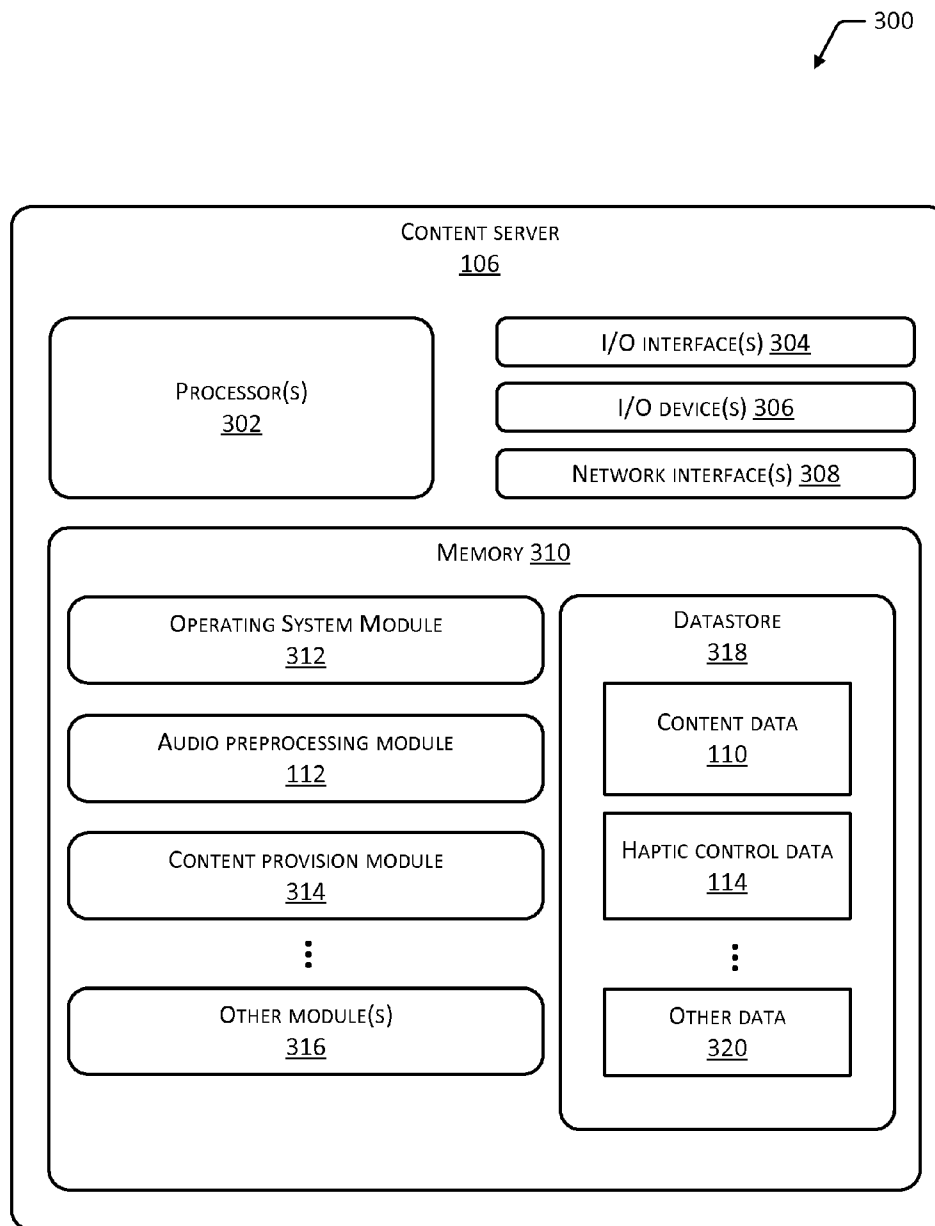 300
CONTENT SERVER
106
PROCESSOR(S)
302
I/O INTERFACE(S) 304
I/O DEVICE(S) 306
NETWORK INTERFACE(S) 308
MEMORY 310
OPERATING SYSTEM MODULE
312
AUDIO PREPROCESSING MODULE
112
CONTENT PROVISION MODULE
314
OTHER MODULE(S)
316
DATASTORE
318
CONTENT DATA
110
HAPTIC CONTROL DATA
114
OTHER DATA
320